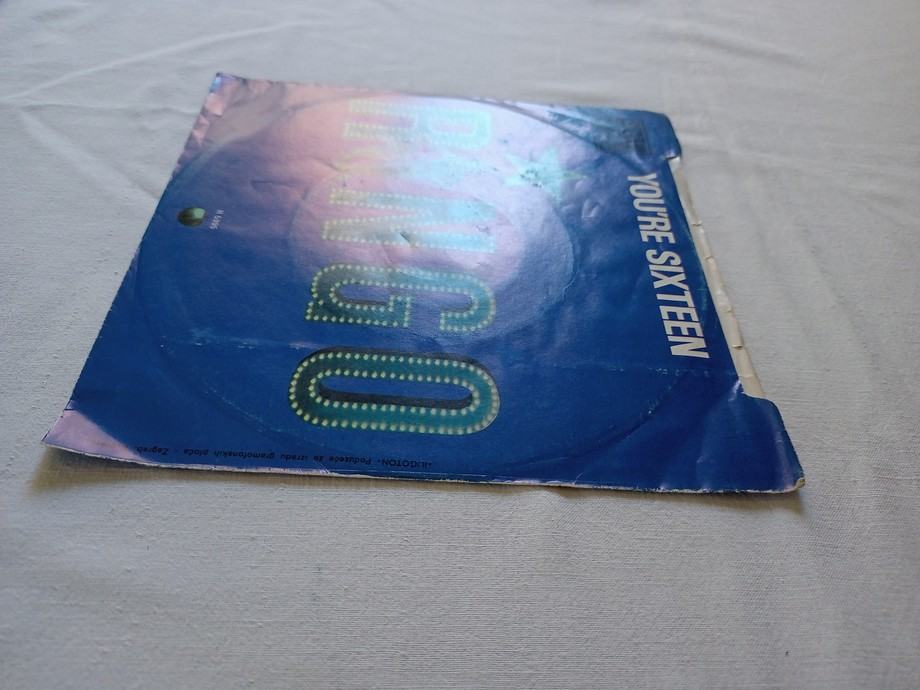 YOU'RE SIXTEEN
RINGO
»JUGOTON« Poduzeće za izradu gramofonskih ploča - Zagreb